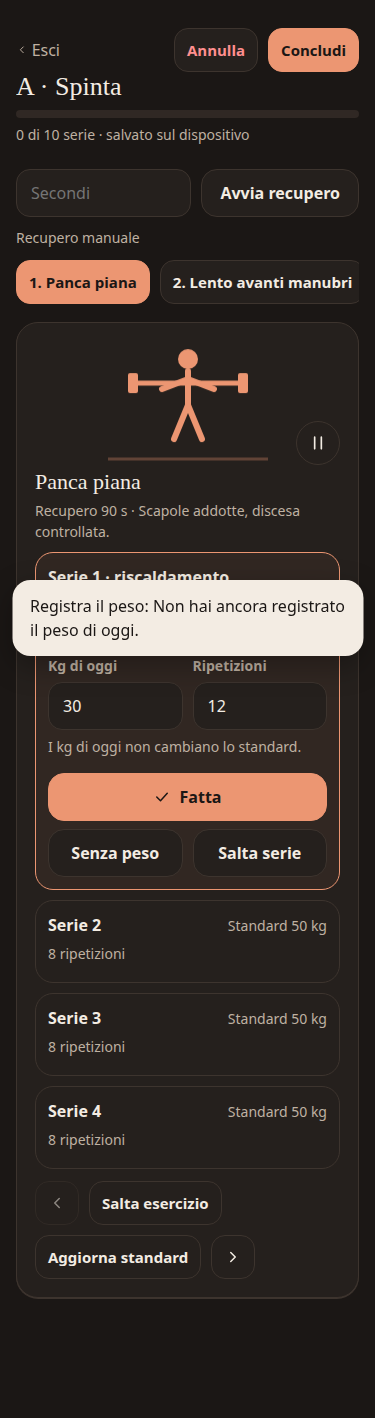 Esci
Annulla
Concludi
A · Spinta
0 di 10 serie · salvato sul dispositivo
Secondi
Avvia recupero
Recupero manuale
1. Panca piana
2. Lento avanti manubri
Panca piana
Recupero 90 s · Scapole addotte, discesa
controllata.
Serie 1 · riscaldamento
Registra il peso: Non hai ancora registrato
il peso di oggi.
Kg di oggi
Ripetizioni
30
12
I kg di oggi non cambiano lo standard.
Fatta
Senza peso
Salta serie
Serie 2
Standard 50 kg
8 ripetizioni
Serie 3
Standard 50 kg
8 ripetizioni
Serie 4
Standard 50 kg
8 ripetizioni
Salta esercizio
Aggiorna standard